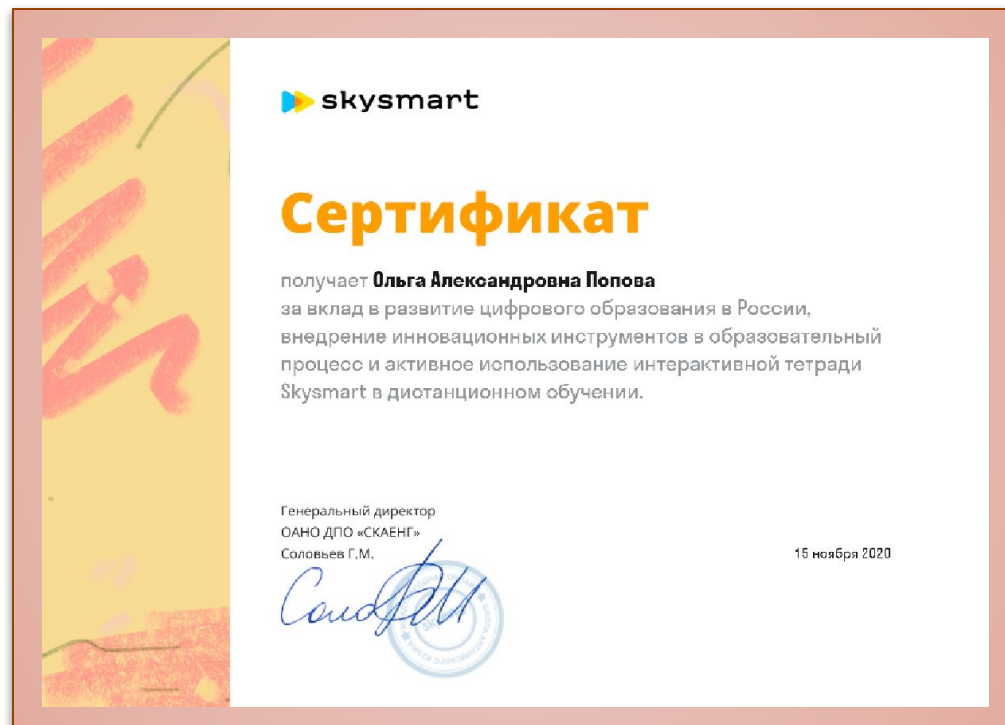 skysmart
Сертификат
получает Ольга Александровна Попова
за вклад в развитие цифрового образования в России,
внедрение инновационных инструментов в образовательный
процесс и активное использование интерактивной тетради
Skysmart в дистанционном обучении.
Генеральный директор
ОАНО ДПО «СКАЕНГ»
Соловьев Г.М.
15 ноября 2020